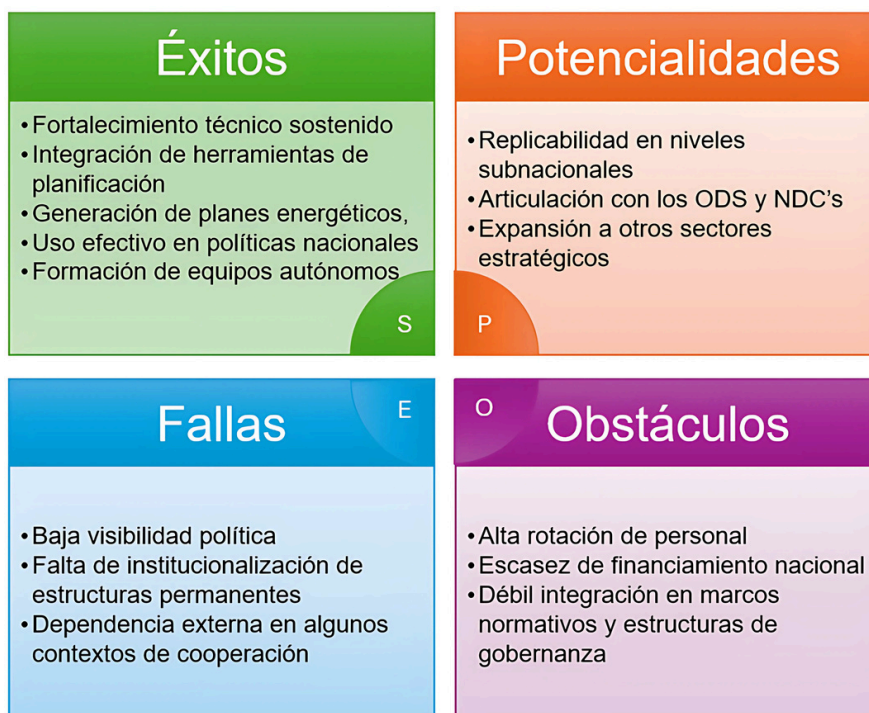 Éxitos
• Fortalecimiento técnico sostenido
• Integración de herramientas de
planificación
• Generación de planes energéticos,
• Uso efectivo en políticas nacionales
• Formación de equipos autónomos
S
Potencialidades
• Replicabilidad en niveles
subnacionales
• Articulación con los ODS y NDC’s
• Expansión a otros sectores
estratégicos
P
Fallas
E
• Baja visibilidad política
• Falta de institucionalización de
estructuras permanentes
• Dependencia externa en algunos
contextos de cooperación
O
Obstáculos
• Alta rotación de personal
• Escasez de financiamiento nacional
• Débil integración en marcos
normativos y estructuras de
gobernanza